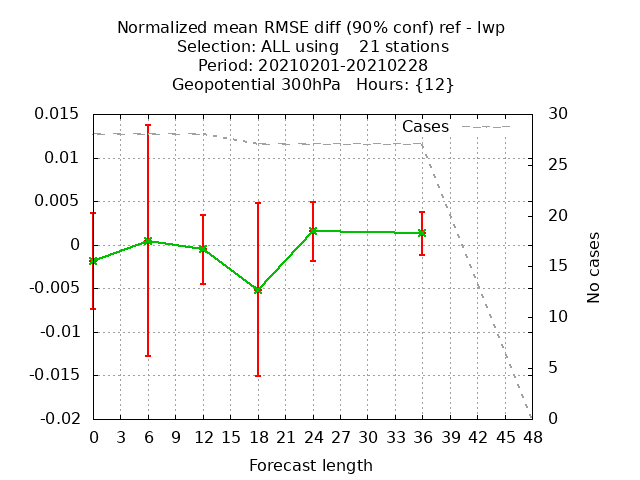 Normalized mean RMSE diff (90% conf) ref - lwp
Selection: ALL using    21 stations
Period: 20210201-20210228
Geopotential 300hPa   Hours: {12}
Cases
0.015
0.01
0.005
0
-0.005
-0.01
-0.015
-0.02
30
25
20
15
10
5
0
No cases
0 3 6 9 12 15 18 21 24 27 30 33 36 39 42 45 48
Forecast length